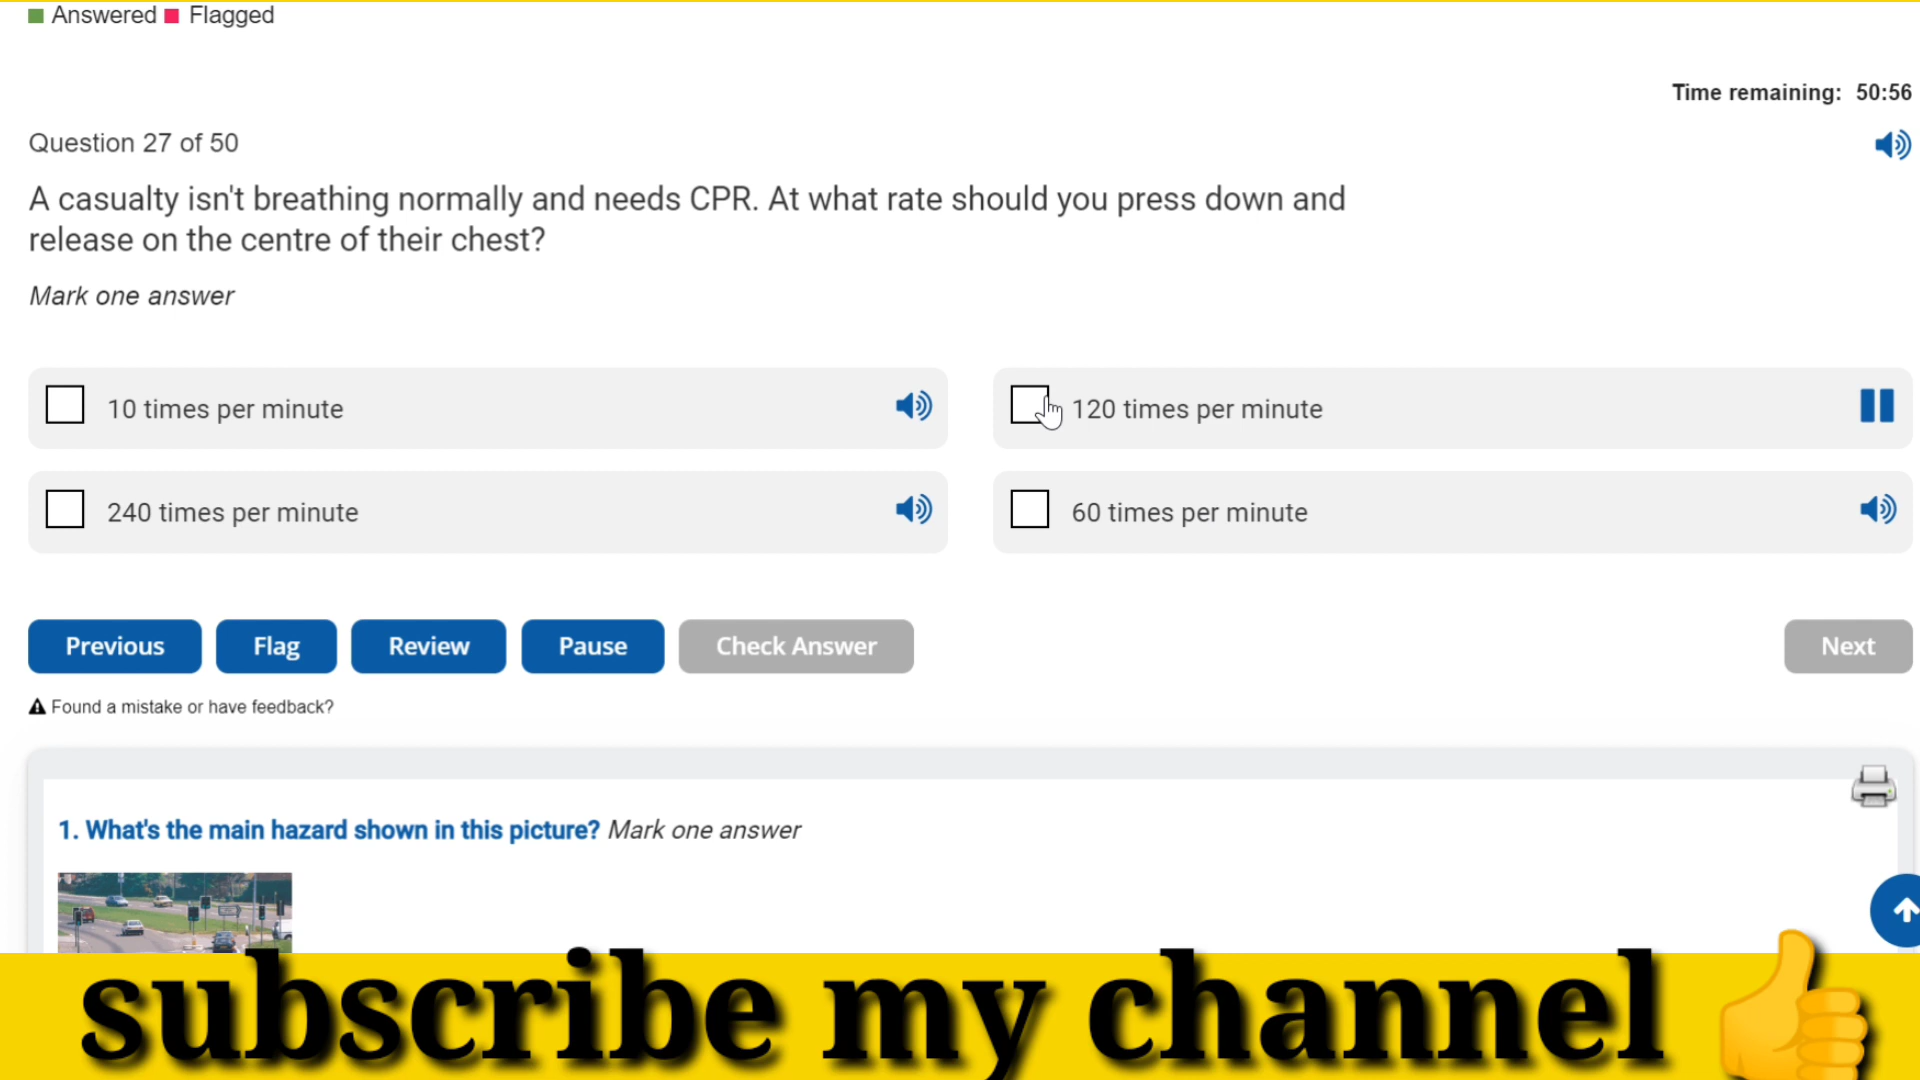 Answered Flagged
Time remaining: 50:56
Question 27 of 50
A casualty isn't breathing normally and needs CPR. At what rate should you press down and
release on the centre of their chest?
Mark one answer
10 times per minute
120 times per minute
240 times per minute
60 times per minute
Previous
Flag
Review
Pause
Check Answer
Next
Found a mistake or have feedback?
1. What's the main hazard shown in this picture? Mark one answer
subscribe my channel